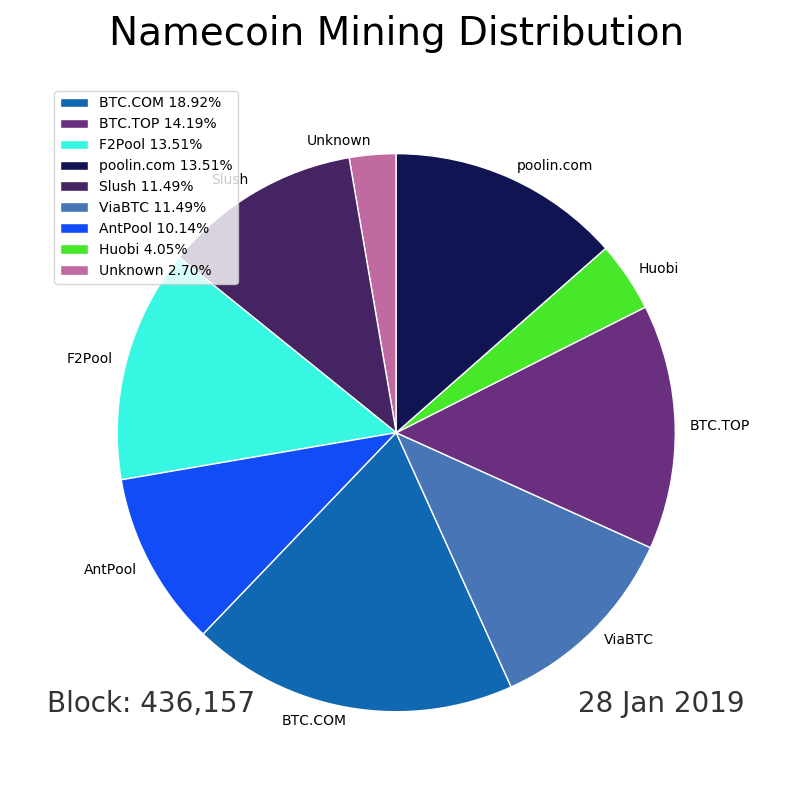 Namecoin Mining Distribution
BTC.COM 18.92%
BTC.TOP 14.19%
F2Pool 13.51%
poolin.com 13.51%
Slush 11.49%
ViaBTC 11.49%
AntPool 10.14%
Huobi 4.05%
Unknown 2.70%
Unknown
poolin.com
Slush
Huobi
F2Pool
BTC.TOP
AntPool
ViaBTC
BTC.COM
Block: 436,157
28 Jan 2019